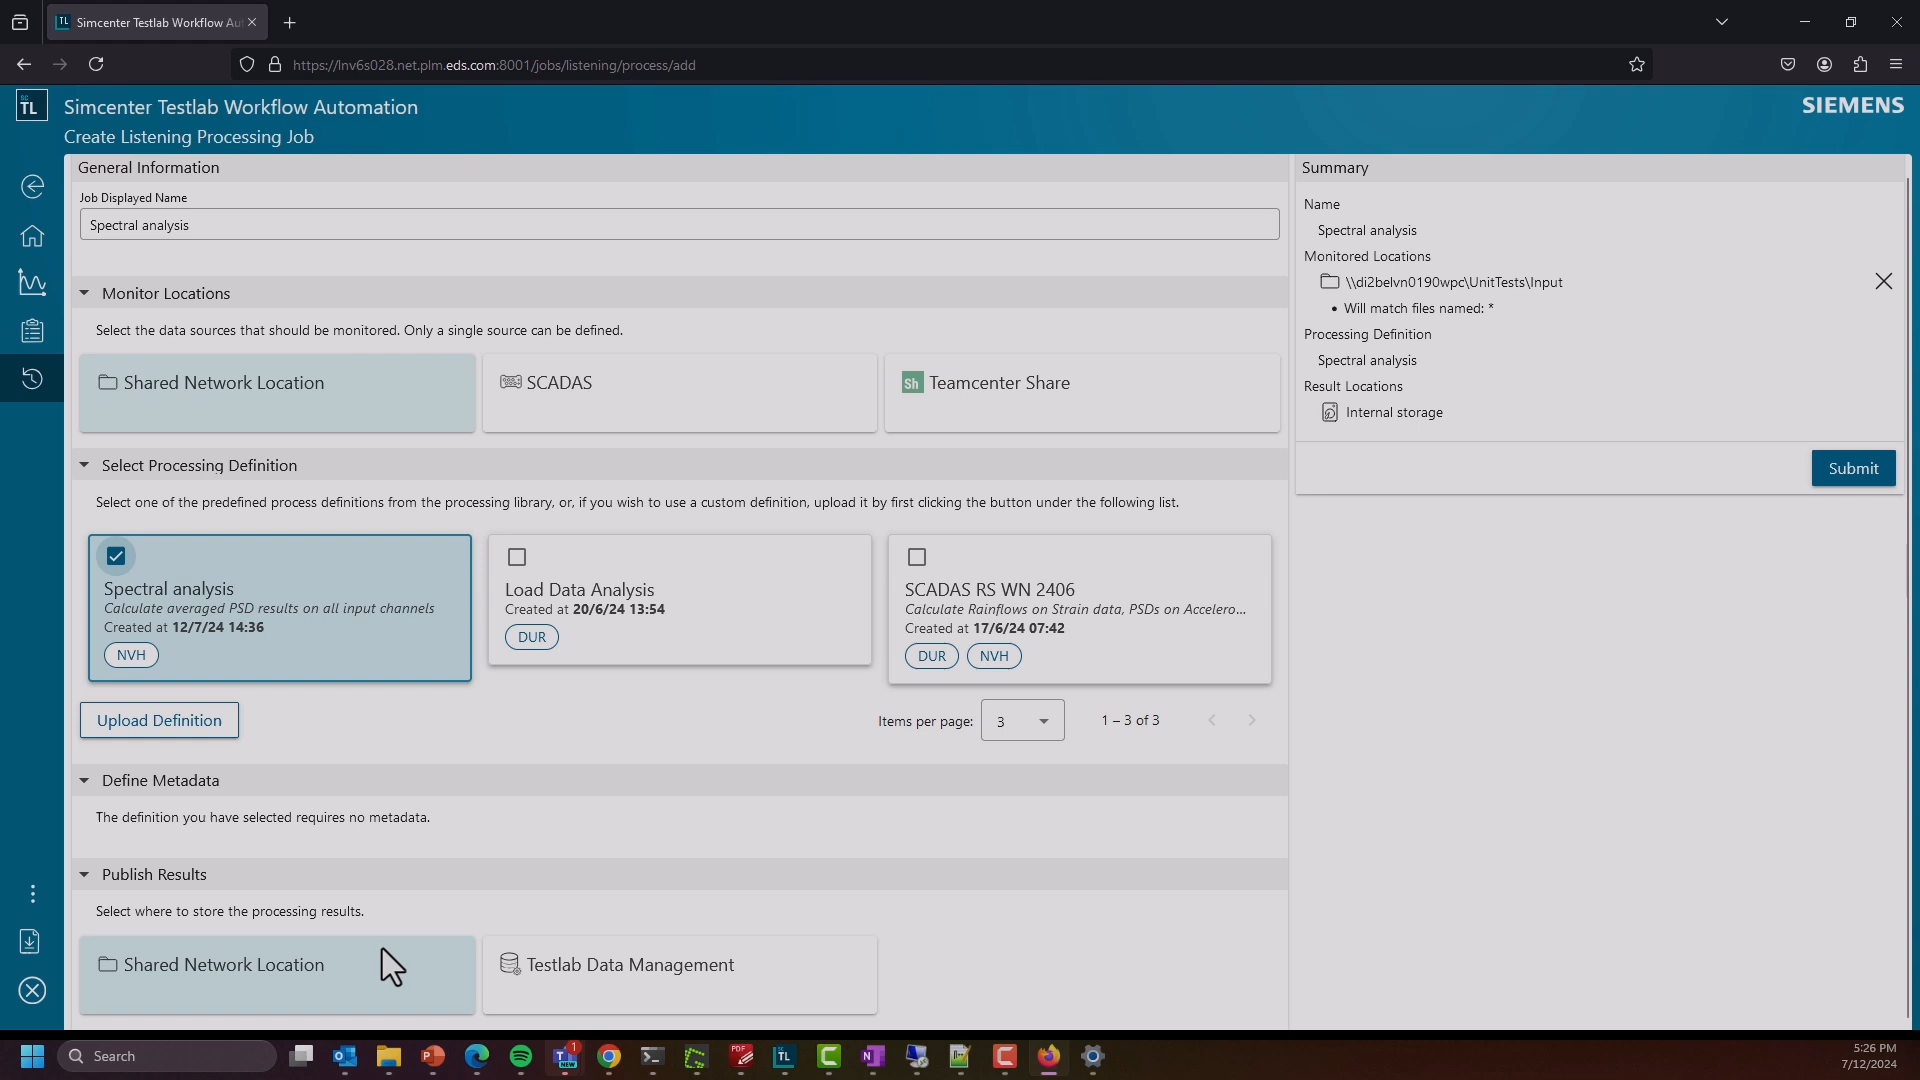 Simcenter Testlab Workflow Au
https://lnv6s028.net.plm.eds.com:8001/jobs/listening/process/add
SC
TL
Simcenter Testlab Workflow Automation
SIEMENS
Create Listening Processing Job
General Information
Job Displayed Name
Spectral analysis
Monitor Locations
Select the data sources that should be monitored. Only a single source can be defined.
Shared Network Location
SCADAS
Sh Teamcenter Share
Select Processing Definition
Select one of the predefined process definitions from the processing library, or, if you wish to use a custom definition, upload it by first clicking the button under the following list.
Spectral analysis
Calculate averaged PSD results on all input channels
Created at 12/7/24 14:36
NVH
Load Data Analysis
Created at 20/6/24 13:54
DUR
SCADAS RS WN 2406
Calculate Rainflows on Strain data, PSDs on Accelero...
Created at 17/6/24 07:42
DUR NVH
Upload Definition
Items per page: 3
1 – 3 of 3
Define Metadata
The definition you have selected requires no metadata.
Publish Results
Select where to store the processing results.
Shared Network Location
Testlab Data Management
Summary
Name
Spectral analysis
Monitored Locations
\\di2belvn0190wpc\UnitTests\Input
• Will match files named: *
Processing Definition
Spectral analysis
Result Locations
Internal storage
Submit
Search
5:26 PM
7/12/2024